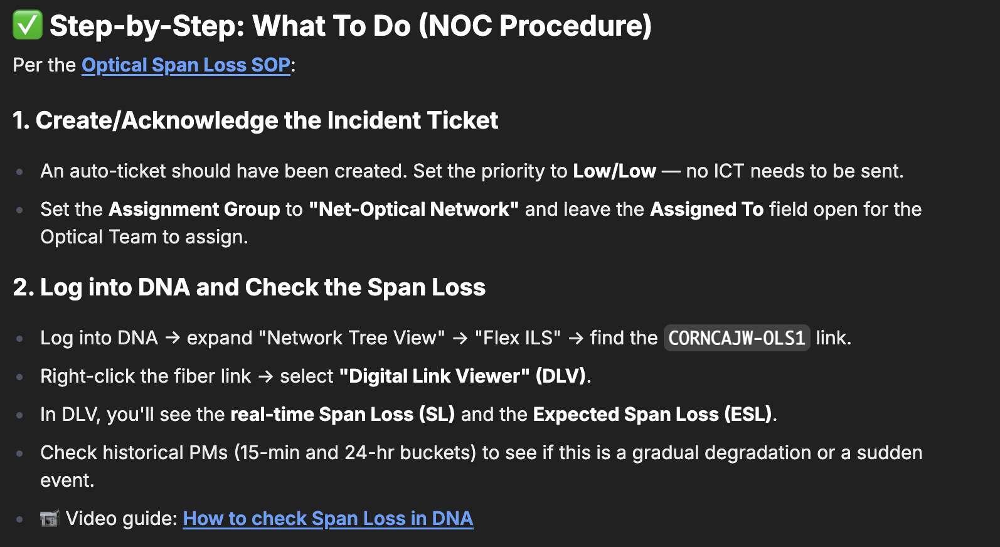 ✅ Step-by-Step: What To Do (NOC Procedure)
Per the Optical Span Loss SOP:
1. Create/Acknowledge the Incident Ticket
• An auto-ticket should have been created. Set the priority to Low/Low — no ICT needs to be sent.
• Set the Assignment Group to "Net-Optical Network" and leave the Assigned To field open for the
Optical Team to assign.
2. Log into DNA and Check the Span Loss
• Log into DNA → expand "Network Tree View" → "Flex ILS" → find the CORNCAJW-OLS1 link.
• Right-click the fiber link → select "Digital Link Viewer" (DLV).
• In DLV, you'll see the real-time Span Loss (SL) and the Expected Span Loss (ESL).
• Check historical PMs (15-min and 24-hr buckets) to see if this is a gradual degradation or a sudden
event.
• Video guide: How to check Span Loss in DNA